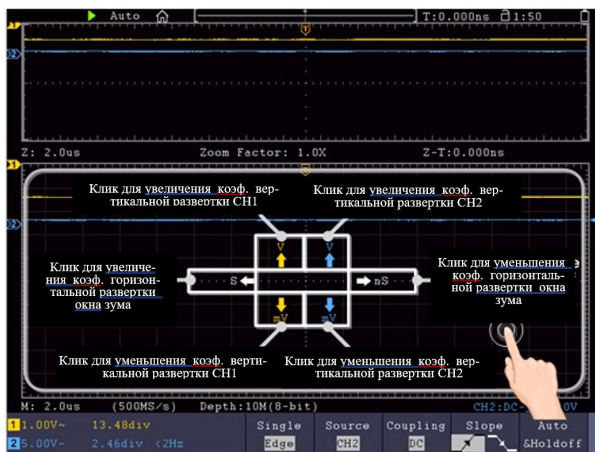 Auto
T:0.000ns
1:50
T
1
2
Z: 2.0us
Zoom Factor: 1.0X
Z-T:0.000ns
1
2
Клик для увеличения коэф. вер-
тикальной развертки CH1
Клик для увеличения коэф. вер-
тикальной развертки CH2
V
V
Клик для увеличе-
ния коэф. горизон-
тальной развертки
окна зума
S
nS
Клик для уменьшения
коэф. горизонталь-
ной развертки окна
зума
mV
mV
Клик для уменьшения коэф. верти-
кальной развертки CH1
Клик для уменьшения коэф. вер-
тикальной развертки CH2
M: 2.0us
(500MS/s)
Depth:10M(8-bit)
CH2:DC-
0V
1 1.00V~
13.48div
2 5.00V~
2.46div <2Hz
Single
Edge
Source
CH2
Coupling
DC
Slope
Auto
&Holdoff